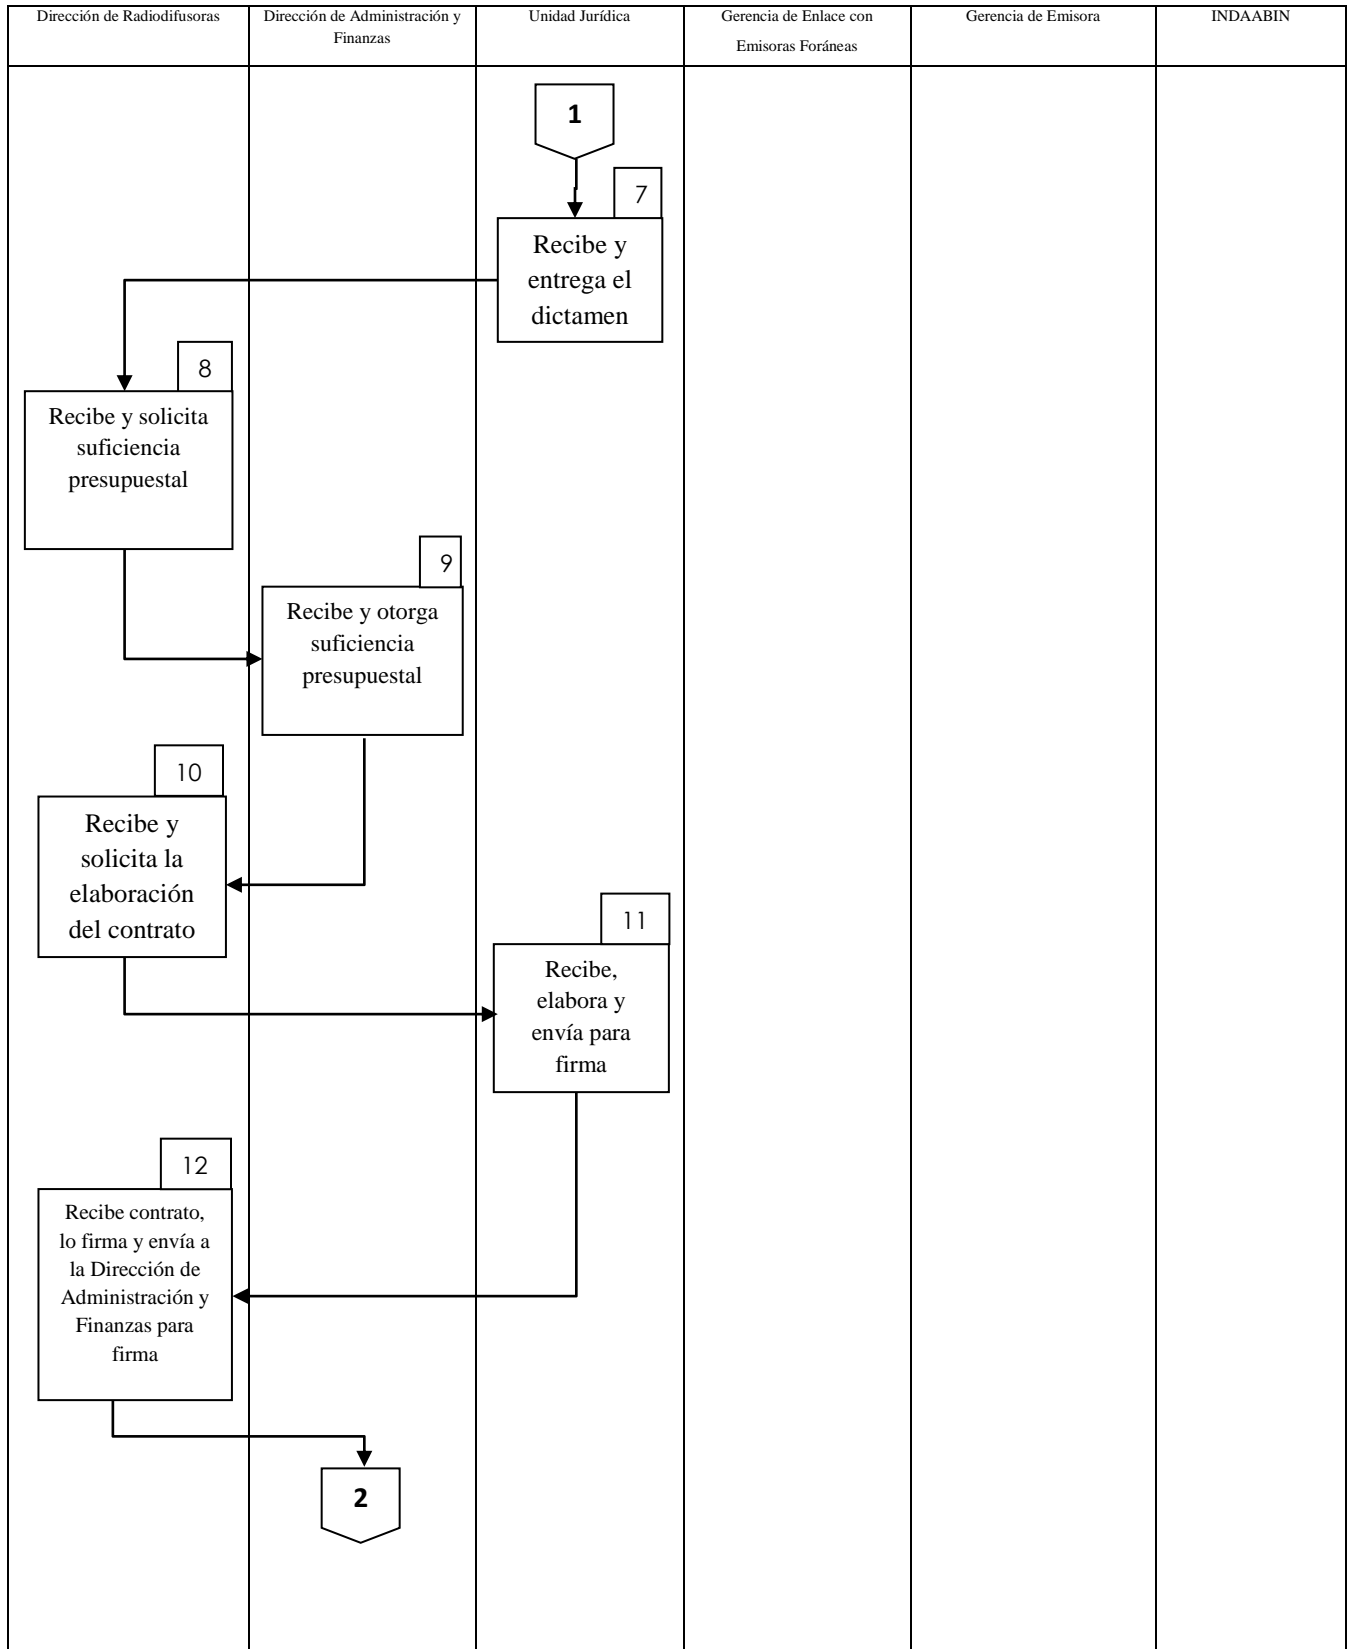 Dirección de Radiodifusoras
Dirección de Administración y
Finanzas
Unidad Jurídica
Gerencia de Enlace con
Emisoras Foráneas
Gerencia de Emisora
INDAABIN
1
7
Recibe y
entrega el
dictamen
8
Recibe y solicita
suficiencia
presupuestal
9
Recibe y otorga
suficiencia
presupuestal
10
Recibe y
solicita la
elaboración
del contrato
11
Recibe,
elabora y
envía para
firma
12
Recibe contrato,
lo firma y envía a
la Dirección de
Administración y
Finanzas para
firma
2